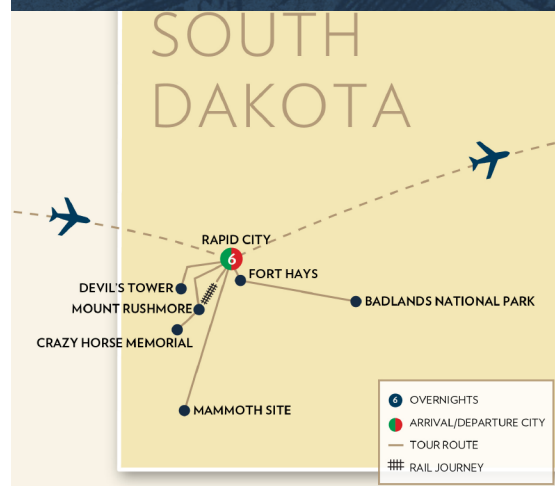 SOUTH
DAKOTA
RAPID CITY
6
FORT HAYS
DEVIL'S TOWER
BADLANDS NATIONAL PARK
MOUNT RUSHMORE
CRAZY HORSE MEMORIAL
MAMMOTH SITE
6 OVERNIGHTS
ARRIVAL/DEPARTURE CITY
TOUR ROUTE
RAIL JOURNEY